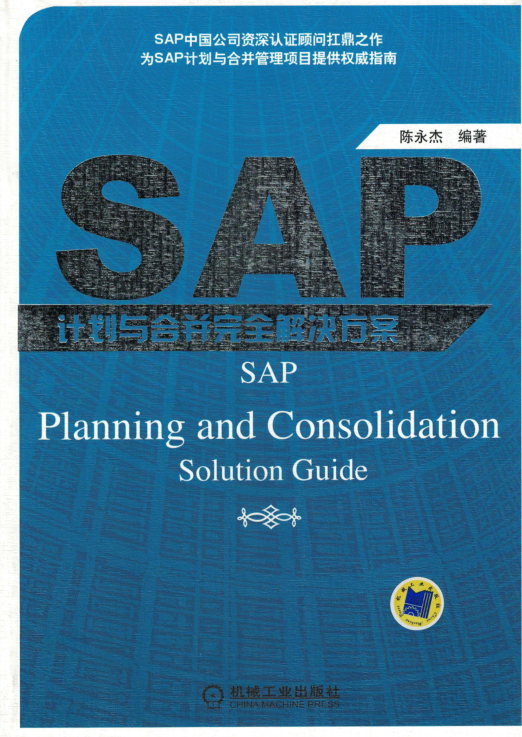 SAP中国公司资深认证顾问扛鼎之作
为SAP计划与合并管理项目提供权威指南
陈永杰 编著
SAP
计划与合并完全解决方案
SAP
Planning and Consolidation
Solution Guide
机械工业出版社
CHINA MACHINE PRESS